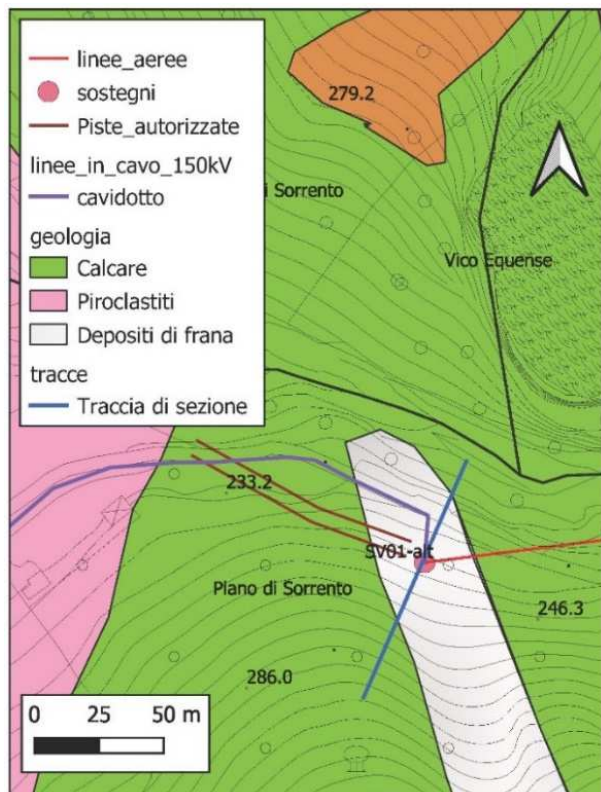 linee_aeree
sostegni
Piste_autorizzate
linee_in_cavo_150kV
cavidotto
geologia
Calcare
Piroclastiti
Depositi di frana
tracce
Traccia di sezione
279.2
i Sorrento
Vico Equense
233.2
SV01-alt
Piano di Sorrento
246.3
286.0
0 25 50 m